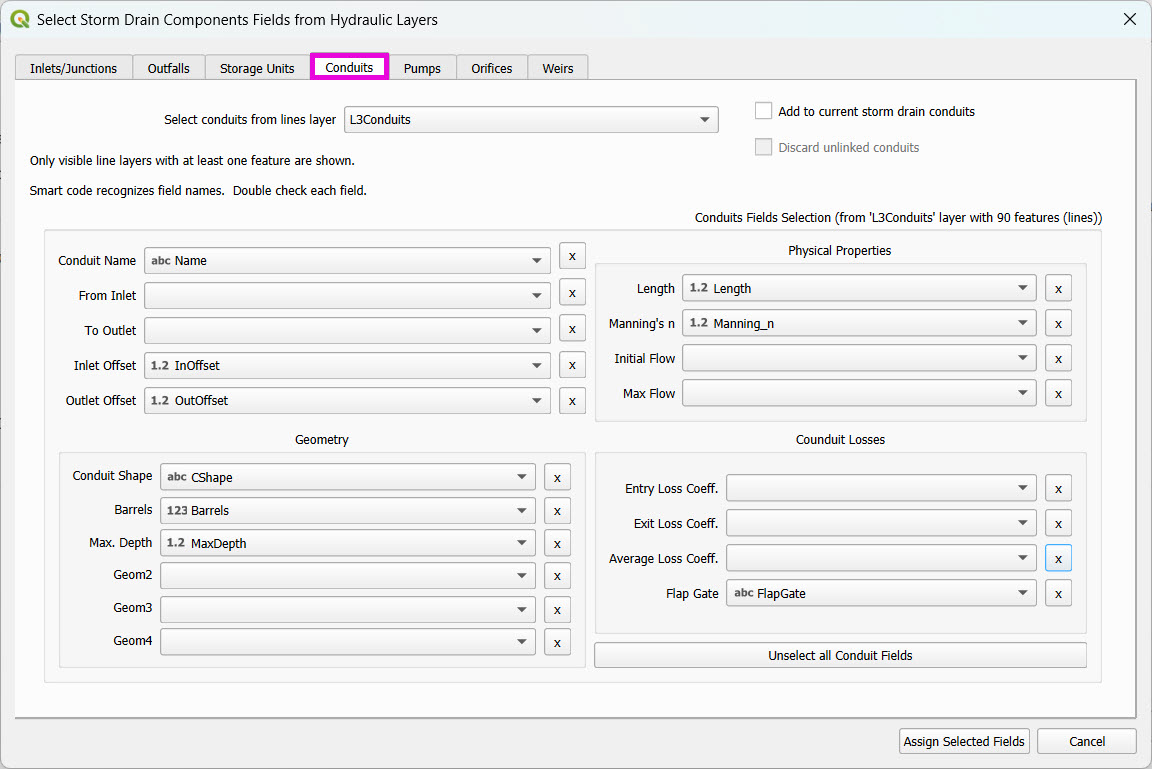 Select Storm Drain Components Fields from Hydraulic Layers
Inlets/Junctions Outfalls Storage Units Conduits Pumps Orifices Weirs
Select conduits from lines layer L3Conduits
Add to current storm drain conduits
Discard unlinked conduits
Only visible line layers with at least one feature are shown.
Smart code recognizes field names. Double check each field.
Conduits Fields Selection (from 'L3Conduits' layer with 90 features (lines))
Conduit Name abc Name x
From Inlet x
To Outlet x
Inlet Offset 1.2 InOffset x
Outlet Offset 1.2 OutOffset x
Physical Properties
Length 1.2 Length x
Manning's n 1.2 Manning_n x
Initial Flow x
Max Flow x
Geometry
Conduit Shape abc CShape x
Barrels 123 Barrels x
Max. Depth 1.2 MaxDepth x
Geom2 x
Geom3 x
Geom4 x
Counduit Losses
Entry Loss Coeff. x
Exit Loss Coeff. x
Average Loss Coeff. x
Flap Gate abc FlapGate x
Unselect all Conduit Fields
Assign Selected Fields Cancel